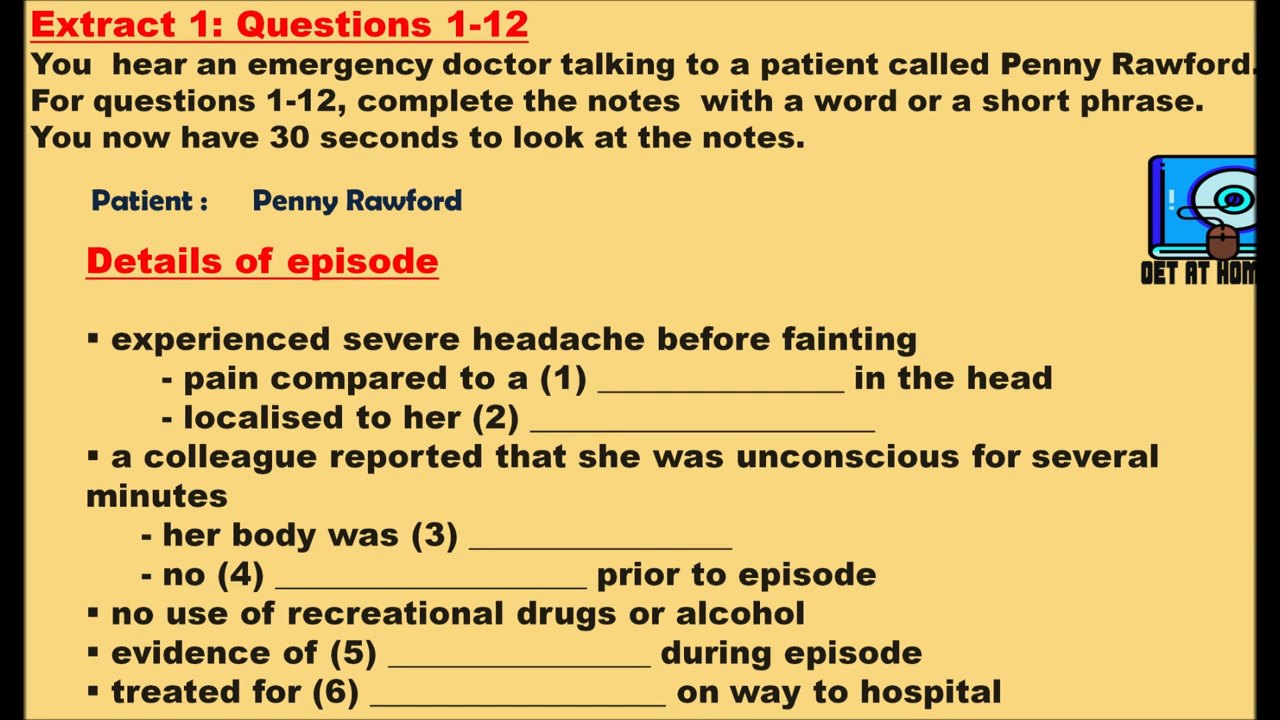 Extract 1: Questions 1-12
You hear an emergency doctor talking to a patient called Penny Rawford.
For questions 1-12, complete the notes with a word or a short phrase.
You now have 30 seconds to look at the notes.
Patient : Penny Rawford
OET AT HOM
Details of episode
▪ experienced severe headache before fainting
- pain compared to a (1) _______________ in the head
- localised to her (2) _____________________
▪ a colleague reported that she was unconscious for several
minutes
- her body was (3) ________________
- no (4) ___________________ prior to episode
▪ no use of recreational drugs or alcohol
▪ evidence of (5) ________________ during episode
▪ treated for (6) __________________ on way to hospital